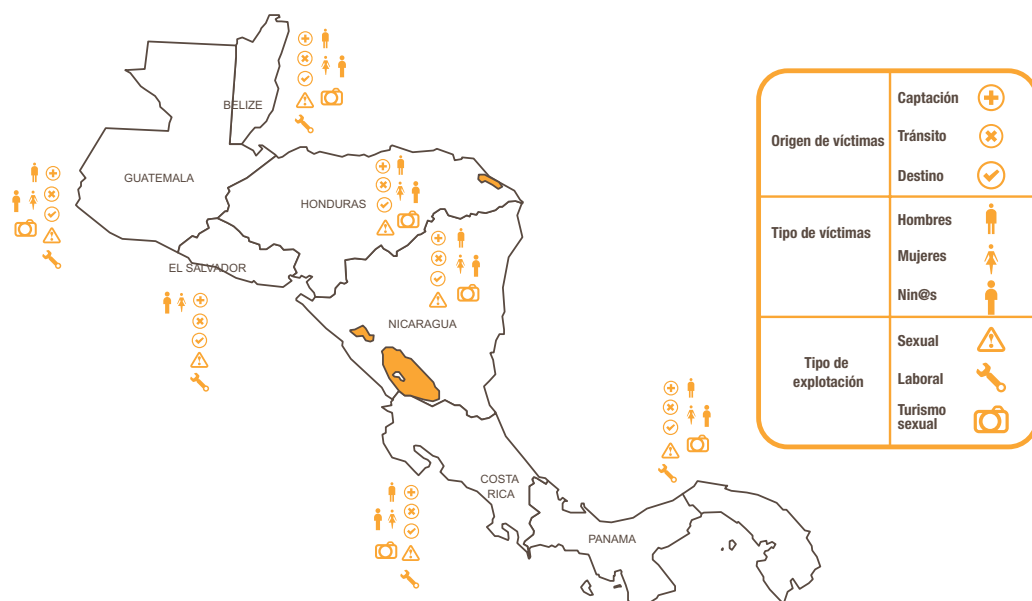 BELIZE
GUATEMALA
HONDURAS
EL SALVADOR
NICARAGUA
COSTA
RICA
PANAMA
Origen de víctimas
Captación
Tránsito
Destino
Tipo de víctimas
Hombres
Mujeres
Nin@s
Tipo de
explotación
Sexual
Laboral
Turismo
sexual